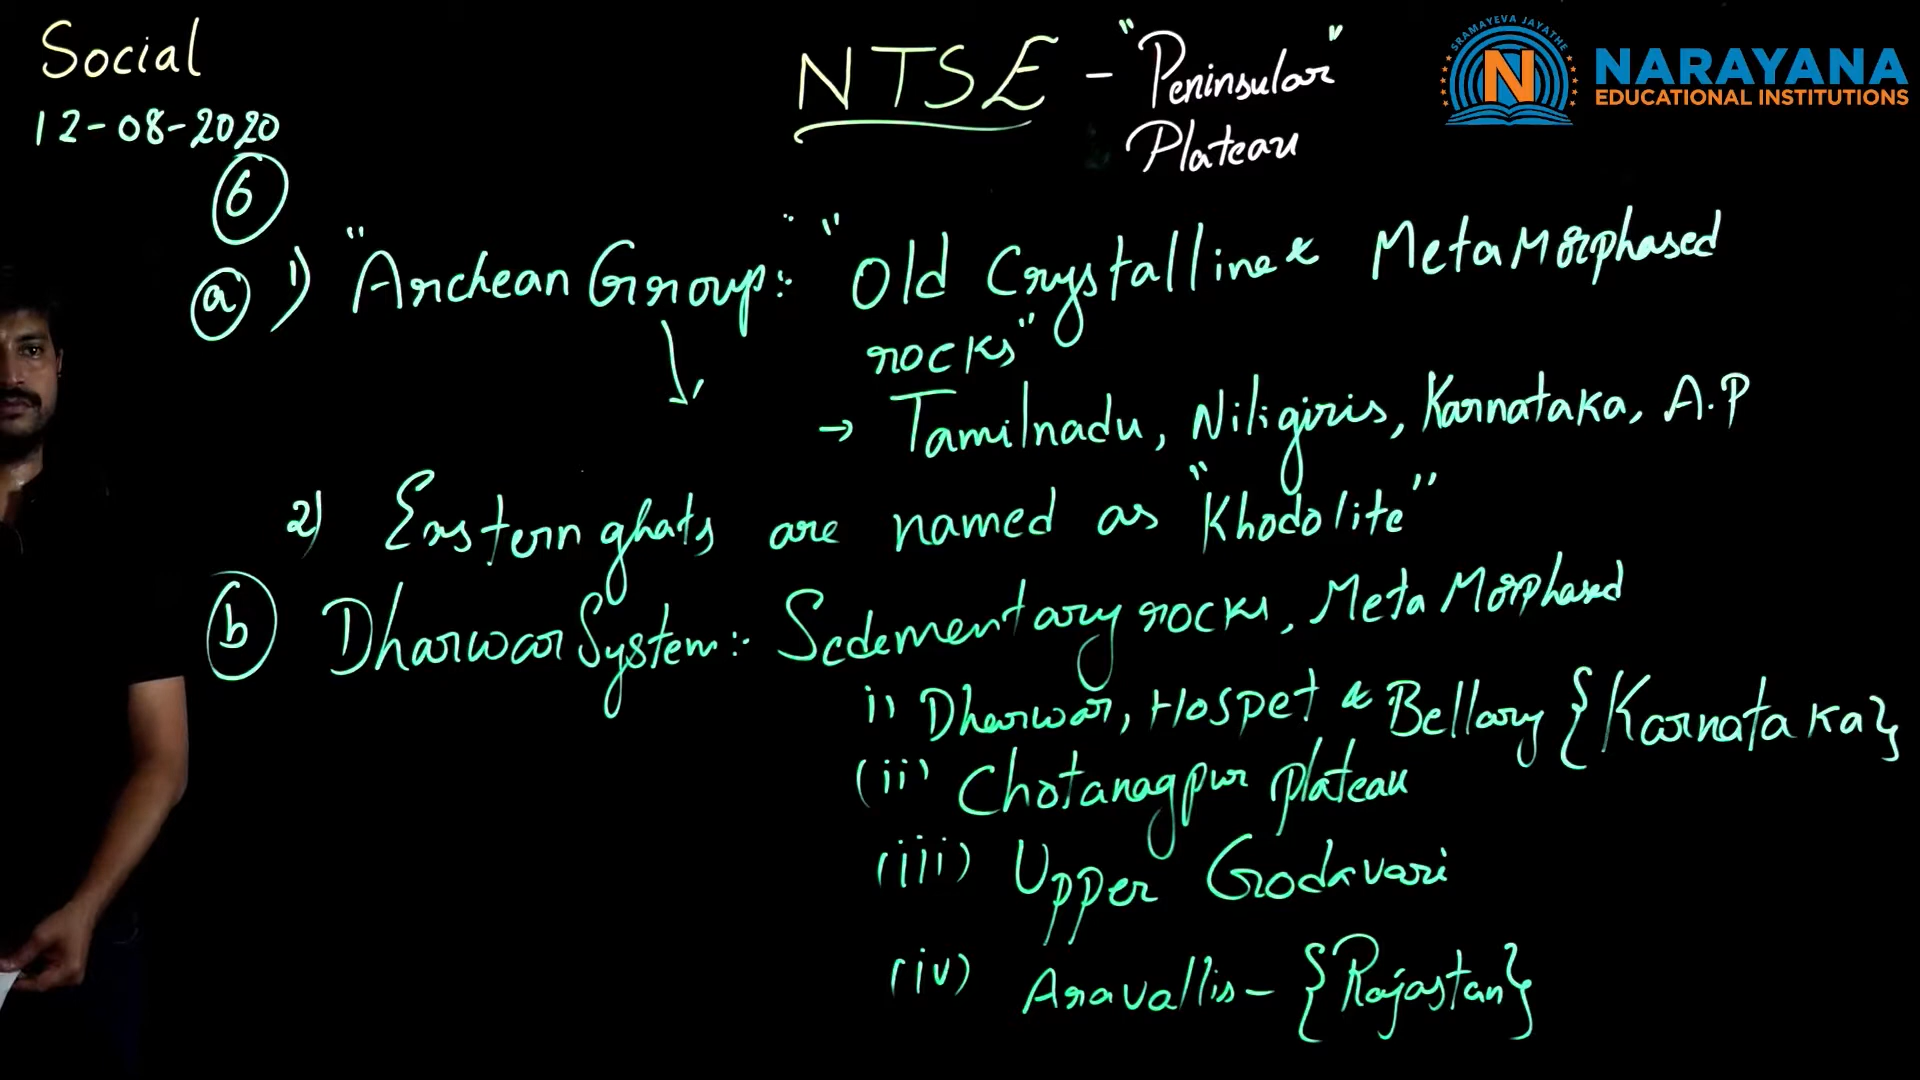 Social
12-08-2020
NTSE - "Peninsular"
Plateau
SRAMAYEVA JAYATHE
N
NARAYANA
EDUCATIONAL INSTITUTIONS
6
a 1) "Archean Group:- "Old Crystalline & MetaMorphased
rocks"
→ Tamilnadu, Niligiris, Karnataka, A.P
2) Eastern ghats are named as "Khodolite"
b Dharwar System:- Sedementary rocks, MetaMorphased
i) Dharwar, Hospet & Bellary {Karnataka}
(ii) Chotanagpur plateau
(iii) Upper Godavari
(iv) Aravallis - {Rajastan}